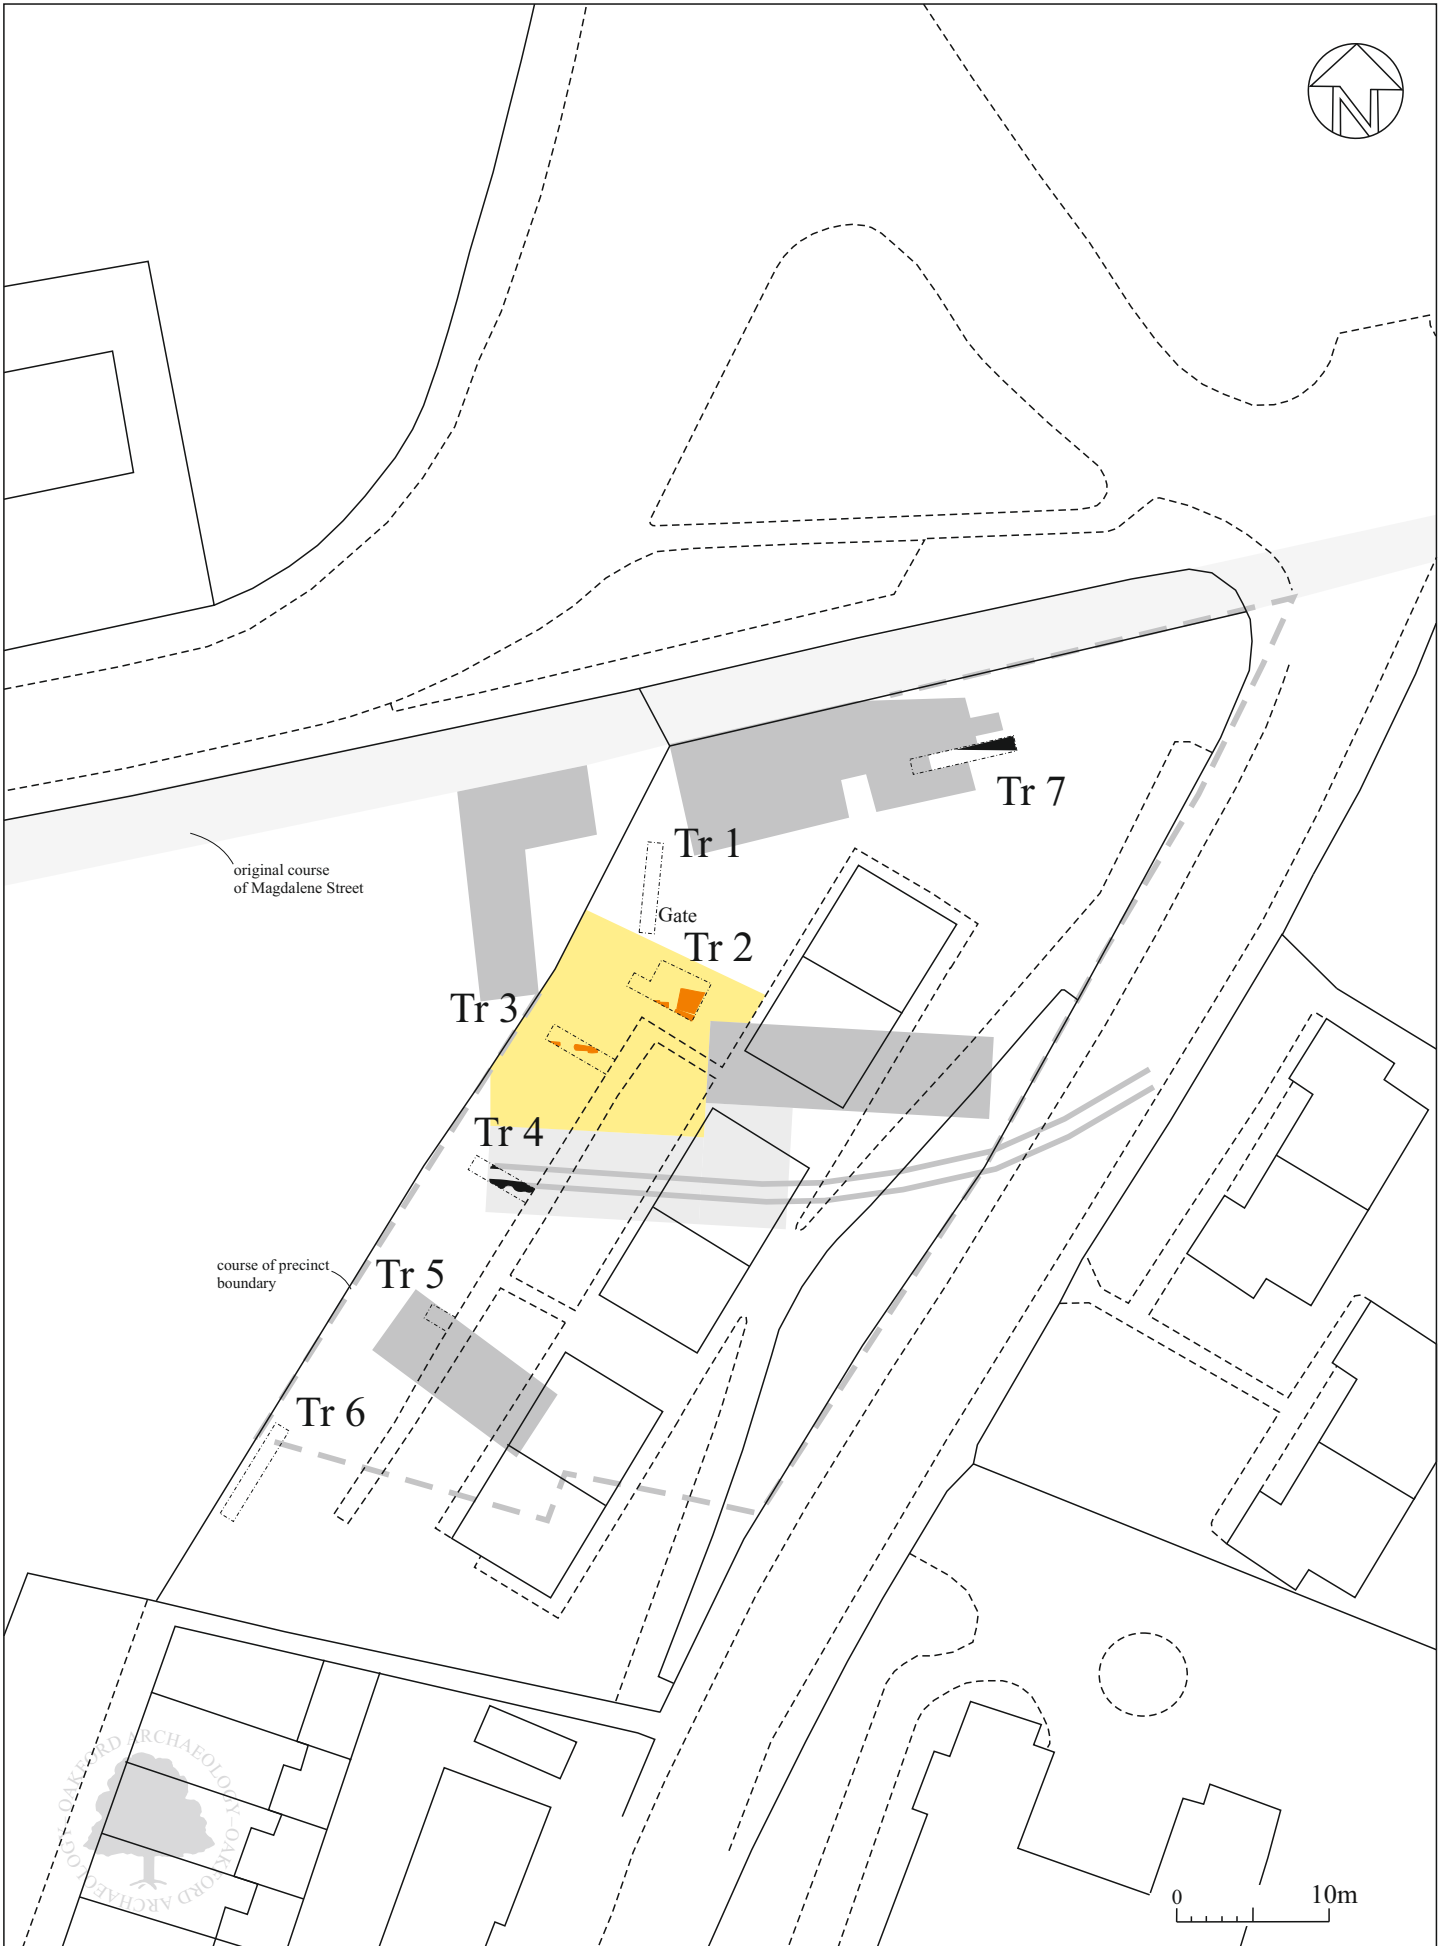 N
Tr 7
Tr 1
original course
of Magdalene Street
Gate
Tr 2
Tr 3
Tr 4
course of precinct
boundary
Tr 5
Tr 6
OAKFORD ARCHAEOLOGY–OAKFORD ARCHAEOLOGY–
0 10m